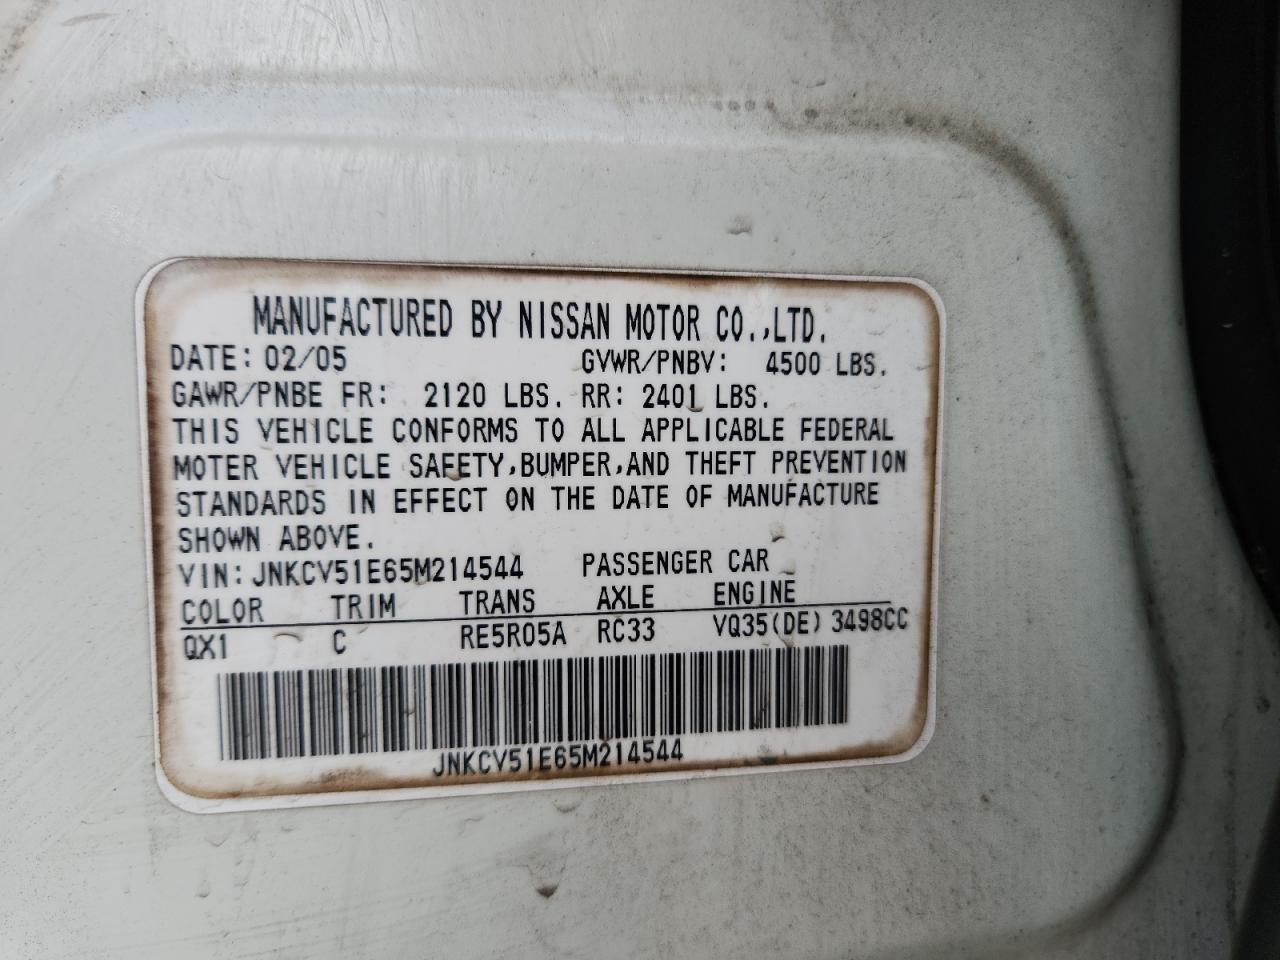 MANUFACTURED BY NISSAN MOTOR CO.,LTD.
DATE: 02/05 GVWR/PNBV: 4500 LBS.
GAWR/PNBE FR: 2120 LBS. RR: 2401 LBS.
THIS VEHICLE CONFORMS TO ALL APPLICABLE FEDERAL
MOTER VEHICLE SAFETY,BUMPER,AND THEFT PREVENTION
STANDARDS IN EFFECT ON THE DATE OF MANUFACTURE
SHOWN ABOVE.
VIN: JNKCV51E65M214544 PASSENGER CAR
COLOR TRIM TRANS AXLE ENGINE
QX1 C RE5R05A RC33 VQ35(DE) 3498CC
JNKCV51E65M214544